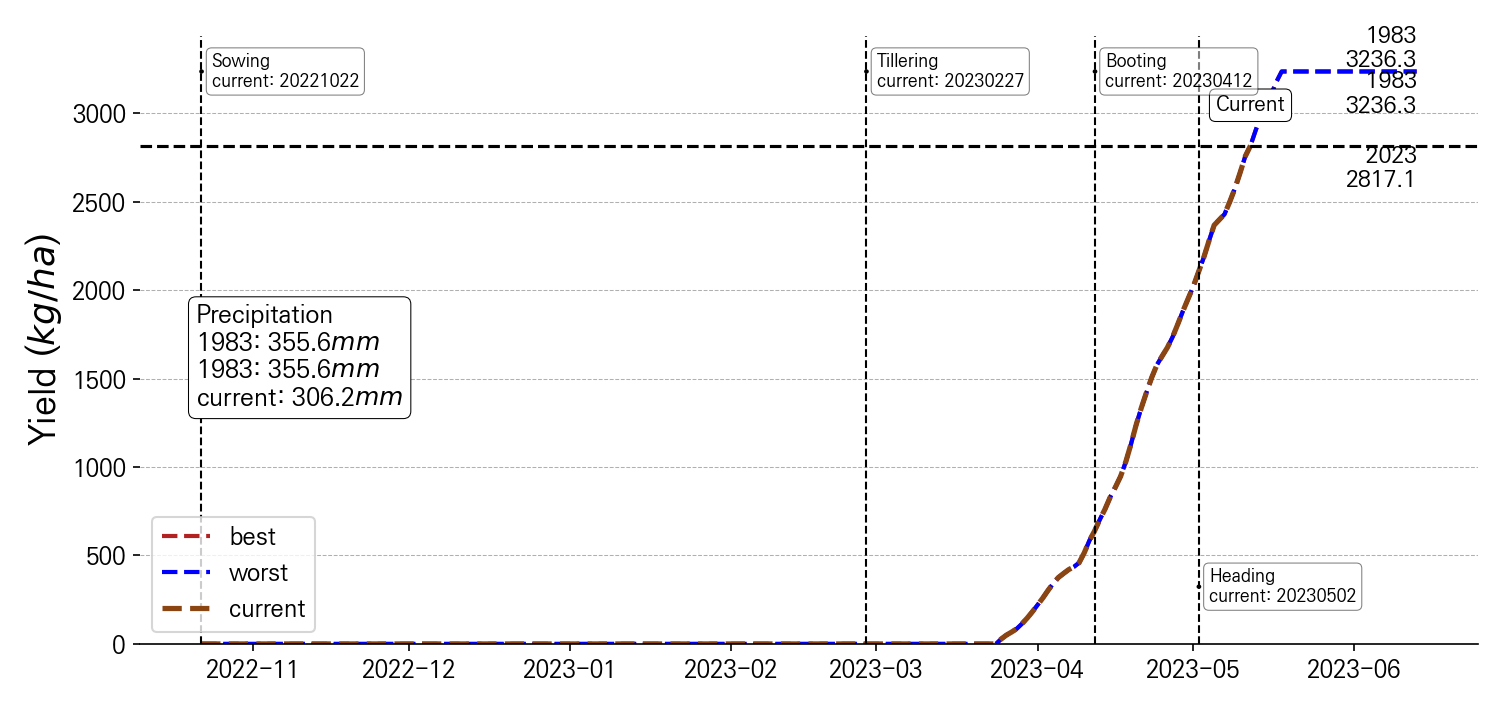 1983
3236.3
1983
3236.3
Sowing
current: 20221022
Tillering
current: 20230227
Booting
current: 20230412
Current
2023
2817.1
Yield (kg/ha)
3000
2500
2000
1500
1000
500
0
Precipitation
1983: 355.6mm
1983: 355.6mm
current: 306.2mm
best
worst
current
Heading
current: 20230502
2022-11
2022-12
2023-01
2023-02
2023-03
2023-04
2023-05
2023-06